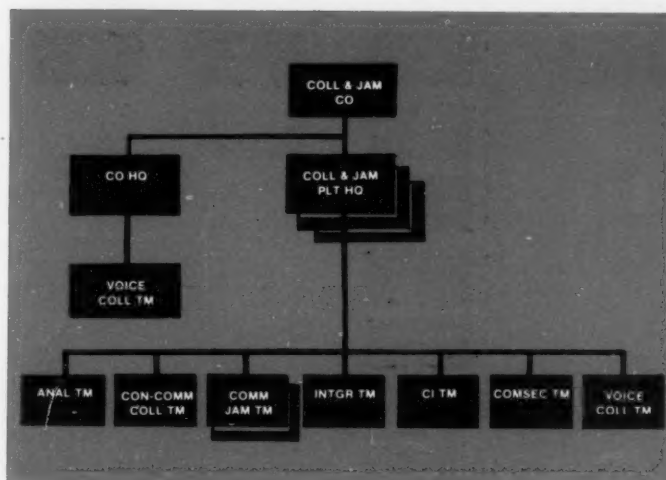 COLL & JAM
CO
CO HQ
COLL & JAM
PLT HQ
VOICE
COLL TM
ANAL TM
CON-COMM
COLL TM
COMM
JAM TM
INTGR TM
CI TM
COMSEC TM
VOICE
COLL TM